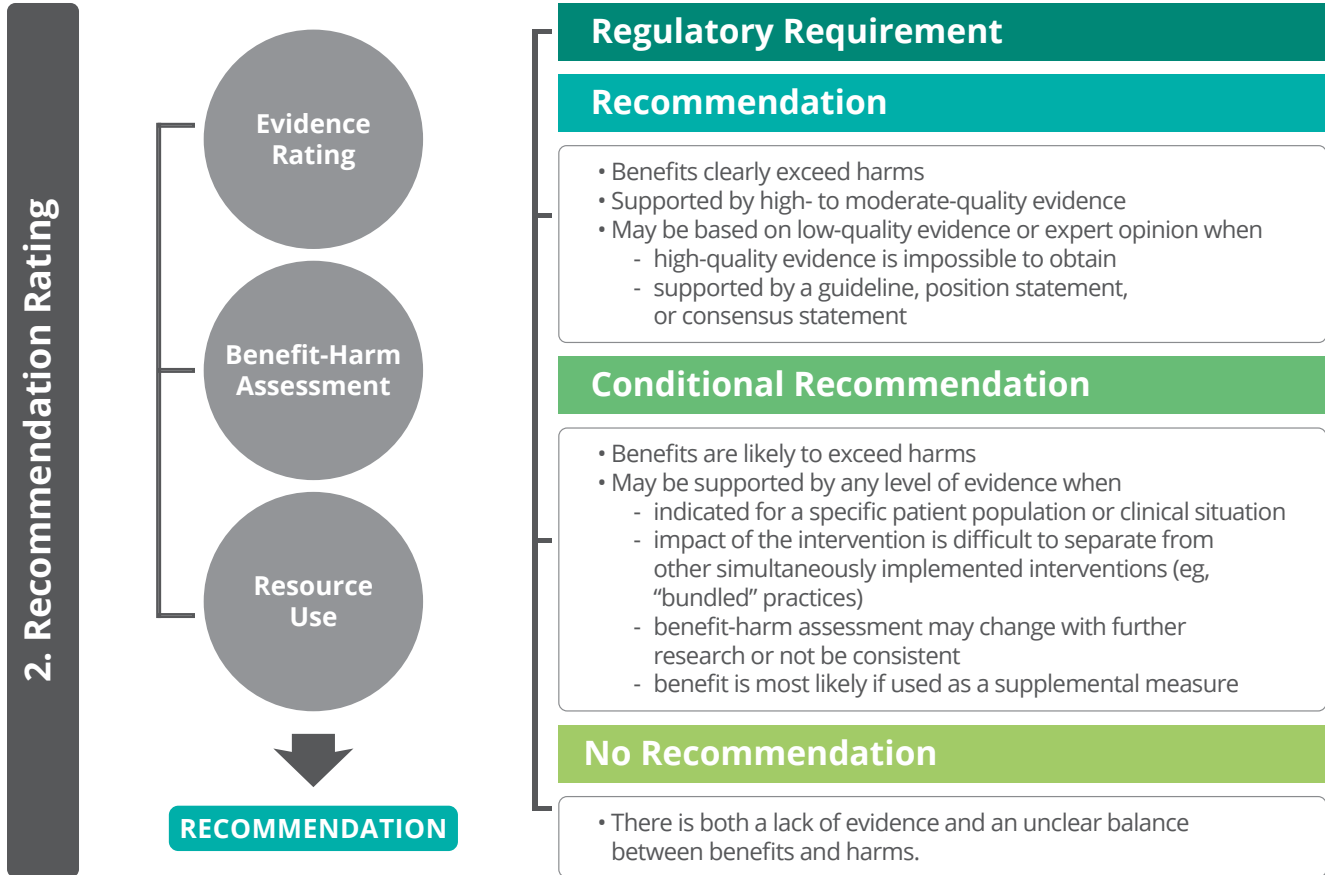 2. Recommendation Rating
Evidence
Rating
Benefit-Harm
Assessment
Resource
Use
RECOMMENDATION
Regulatory Requirement
Recommendation
• Benefits clearly exceed harms
• Supported by high- to moderate-quality evidence
• May be based on low-quality evidence or expert opinion when
- high-quality evidence is impossible to obtain
- supported by a guideline, position statement,
or consensus statement
Conditional Recommendation
• Benefits are likely to exceed harms
• May be supported by any level of evidence when
- indicated for a specific patient population or clinical situation
- impact of the intervention is difficult to separate from
other simultaneously implemented interventions (eg,
“bundled” practices)
- benefit-harm assessment may change with further
research or not be consistent
- benefit is most likely if used as a supplemental measure
No Recommendation
• There is both a lack of evidence and an unclear balance
between benefits and harms.